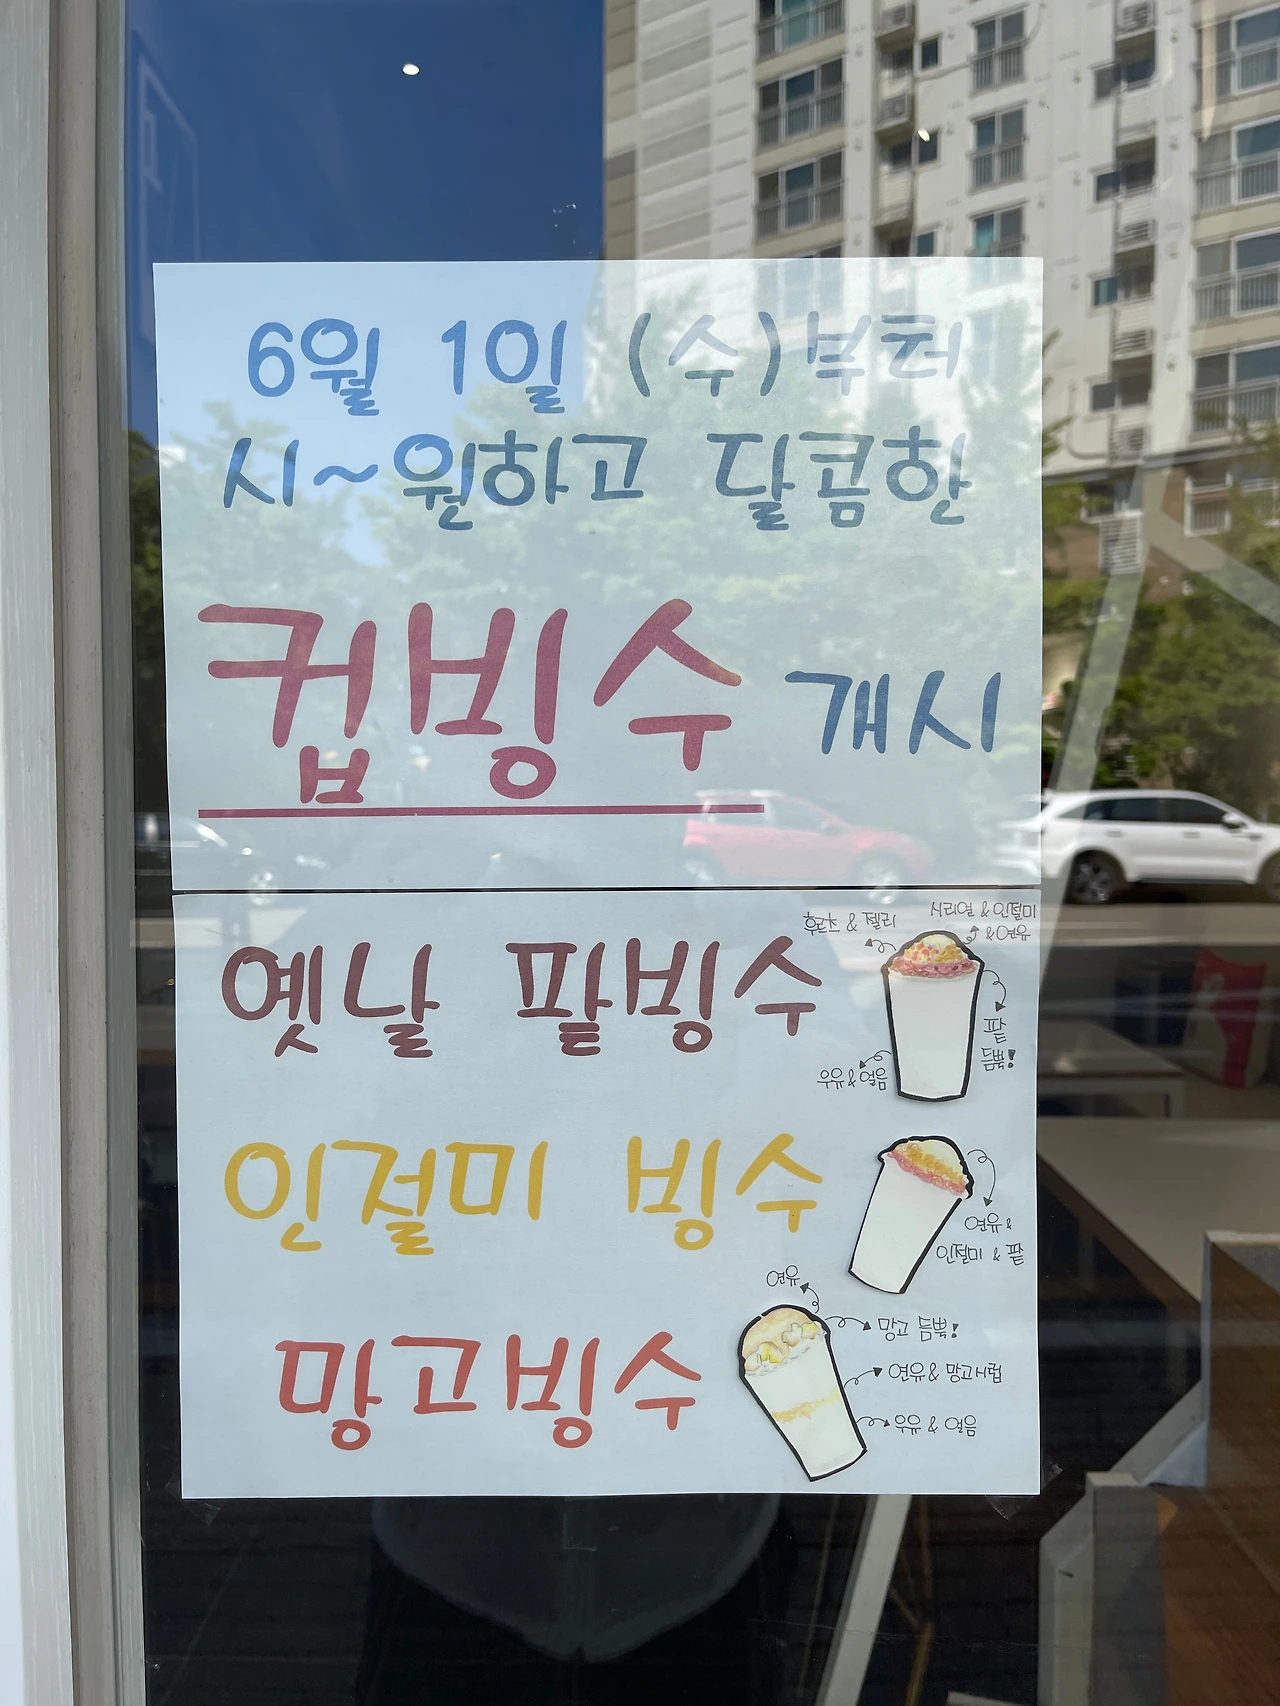 6월 1일 (수)부터
시~원하고 달콤한
컵빙수 개시
옛날 팥빙수
후르츠 & 젤리
시리얼 & 인절미
& 연유
팥
듬뿍!
우유 & 얼음
인절미 빙수
연유 &
인절미 & 팥
망고빙수
연유
망고 듬뿍!
연유 & 망고시럽
우유 & 얼음